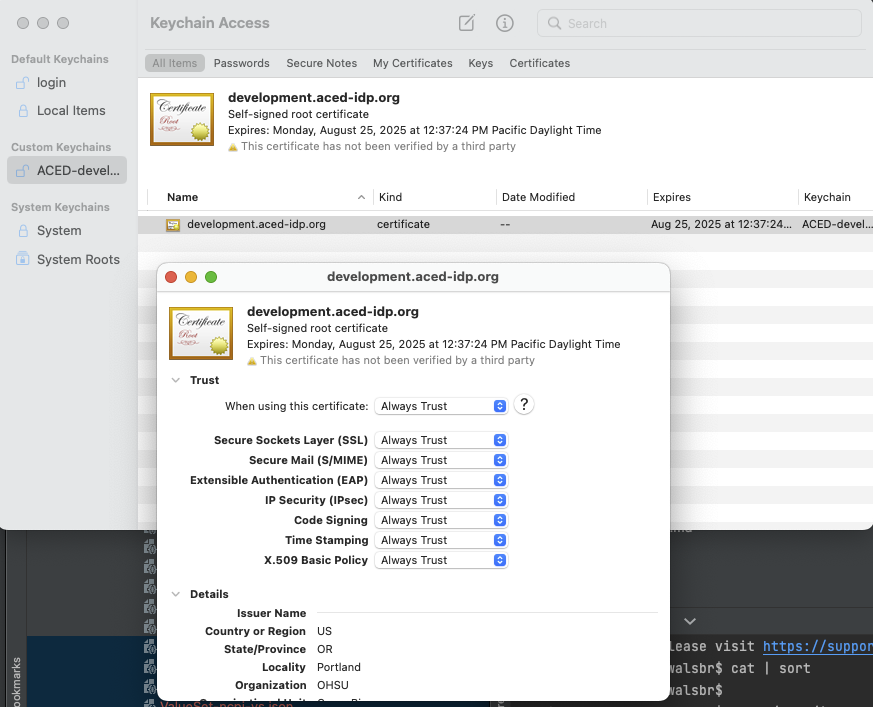 Keychain Access
Search
Default Keychains
login
Local Items
Custom Keychains
ACED-devel...
System Keychains
System
System Roots
All Items Passwords Secure Notes My Certificates Keys Certificates
Certificate
Root
development.aced-idp.org
Self-signed root certificate
Expires: Monday, August 25, 2025 at 12:37:24 PM Pacific Daylight Time
This certificate has not been verified by a third party
Name Kind Date Modified Expires Keychain
development.aced-idp.org certificate -- Aug 25, 2025 at 12:37:24... ACED-devel...
development.aced-idp.org
Certificate
Root
development.aced-idp.org
Self-signed root certificate
Expires: Monday, August 25, 2025 at 12:37:24 PM Pacific Daylight Time
This certificate has not been verified by a third party
Trust
When using this certificate: Always Trust ?
Secure Sockets Layer (SSL) Always Trust
Secure Mail (S/MIME) Always Trust
Extensible Authentication (EAP) Always Trust
IP Security (IPsec) Always Trust
Code Signing Always Trust
Time Stamping Always Trust
X.509 Basic Policy Always Trust
Details
Issuer Name
Country or Region US
State/Province OR
Locality Portland
Organization OHSU
lease visit https://suppor
walsbr$ cat | sort
walsbr$
ookmarks